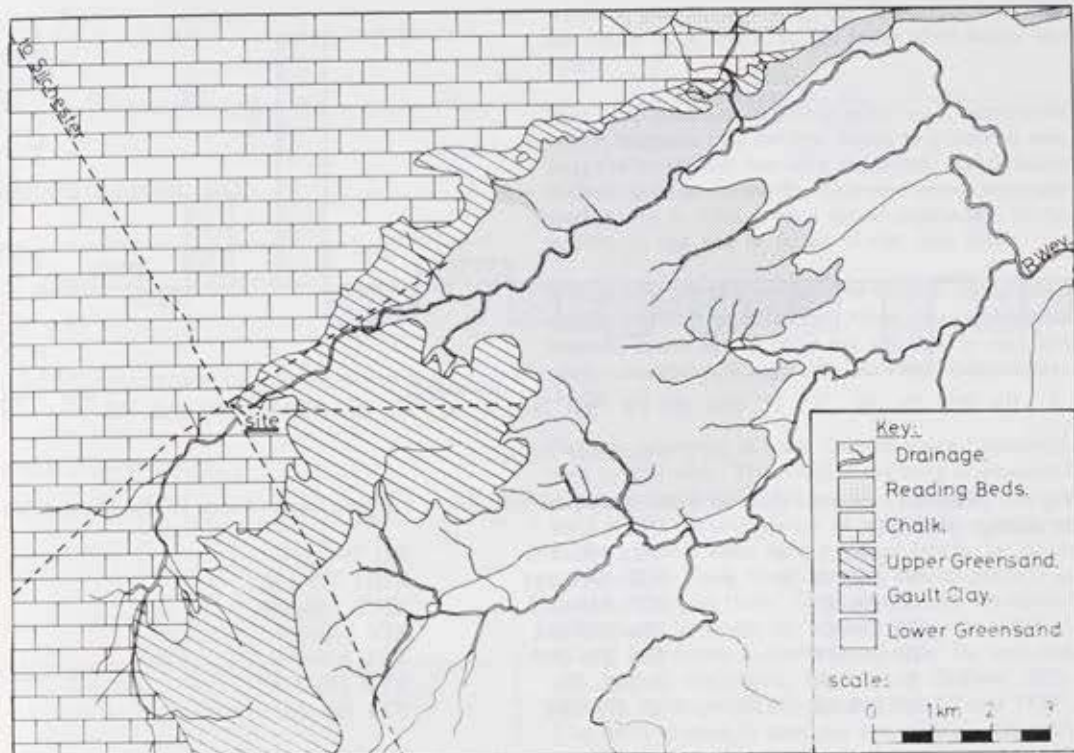 to Silchester
R.Wey
site
Key:
Drainage.
Reading Beds.
Chalk.
Upper Greensand.
Gault Clay.
Lower Greensand
scale:
0 1km 2